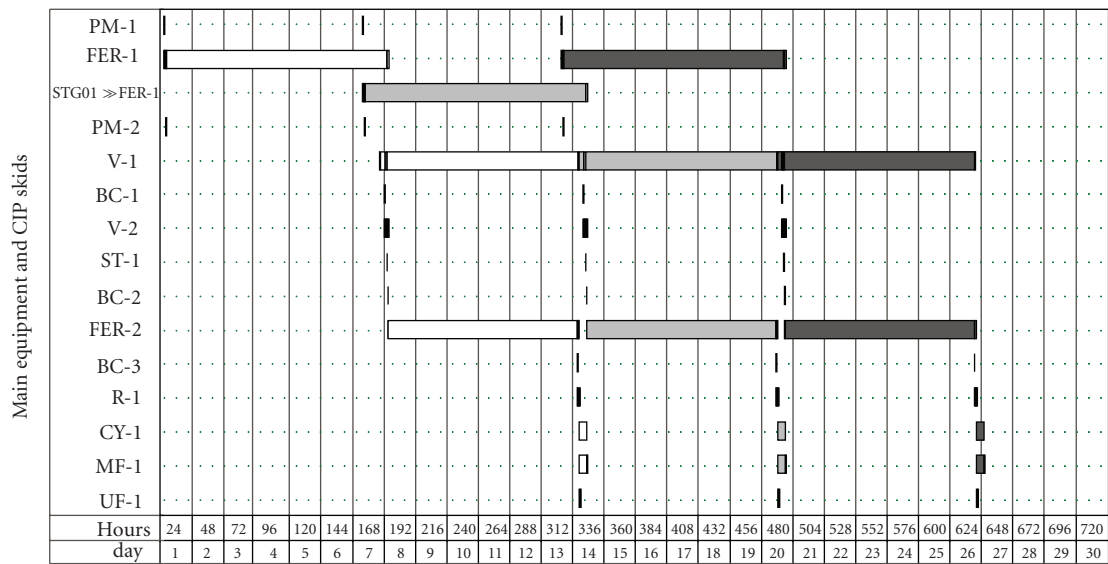 Main equipment and CIP skids
PM-1
FER-1
STG01 ≫FER-1
PM-2
V-1
BC-1
V-2
ST-1
BC-2
FER-2
BC-3
R-1
CY-1
MF-1
UF-1
Hours 24 48 72 96 120 144 168 192 216 240 264 288 312 336 360 384 408 432 456 480 504 528 552 576 600 624 648 672 696 720
day 1 2 3 4 5 6 7 8 9 10 11 12 13 14 15 16 17 18 19 20 21 22 23 24 25 26 27 28 29 30